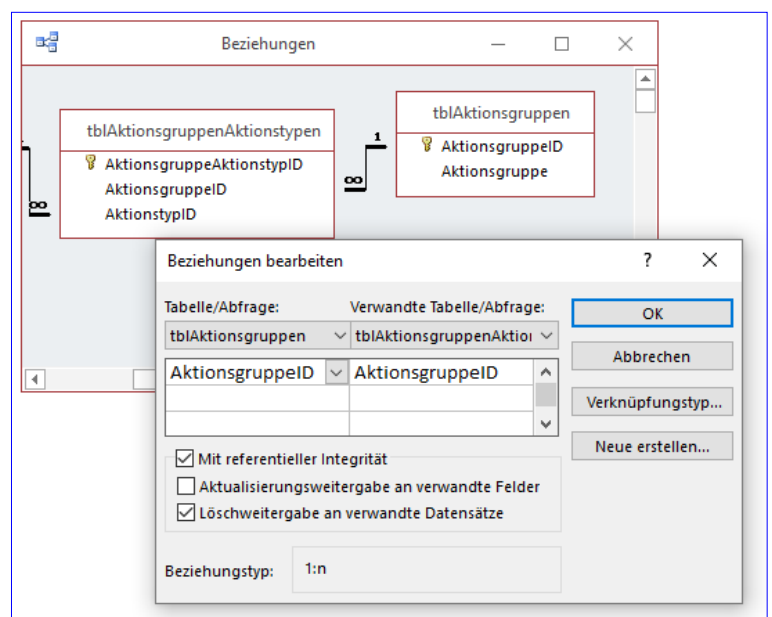 Beziehungen
tblAktionsgruppenAktionstypen
AktionsgruppeAktionstypID
AktionsgruppeID
AktionstypID
1
∞
∞
tblAktionsgruppen
AktionsgruppeID
Aktionsgruppe
Beziehungen bearbeiten ?
Tabelle/Abfrage: Verwandte Tabelle/Abfrage:
tblAktionsgruppen tblAktionsgruppenAktio
AktionsgruppeID AktionsgruppeID
Mit referentieller Integrität
Aktualisierungsweitergabe an verwandte Felder
Löschweitergabe an verwandte Datensätze
Beziehungstyp: 1:n
OK
Abbrechen
Verknüpfungstyp...
Neue erstellen...